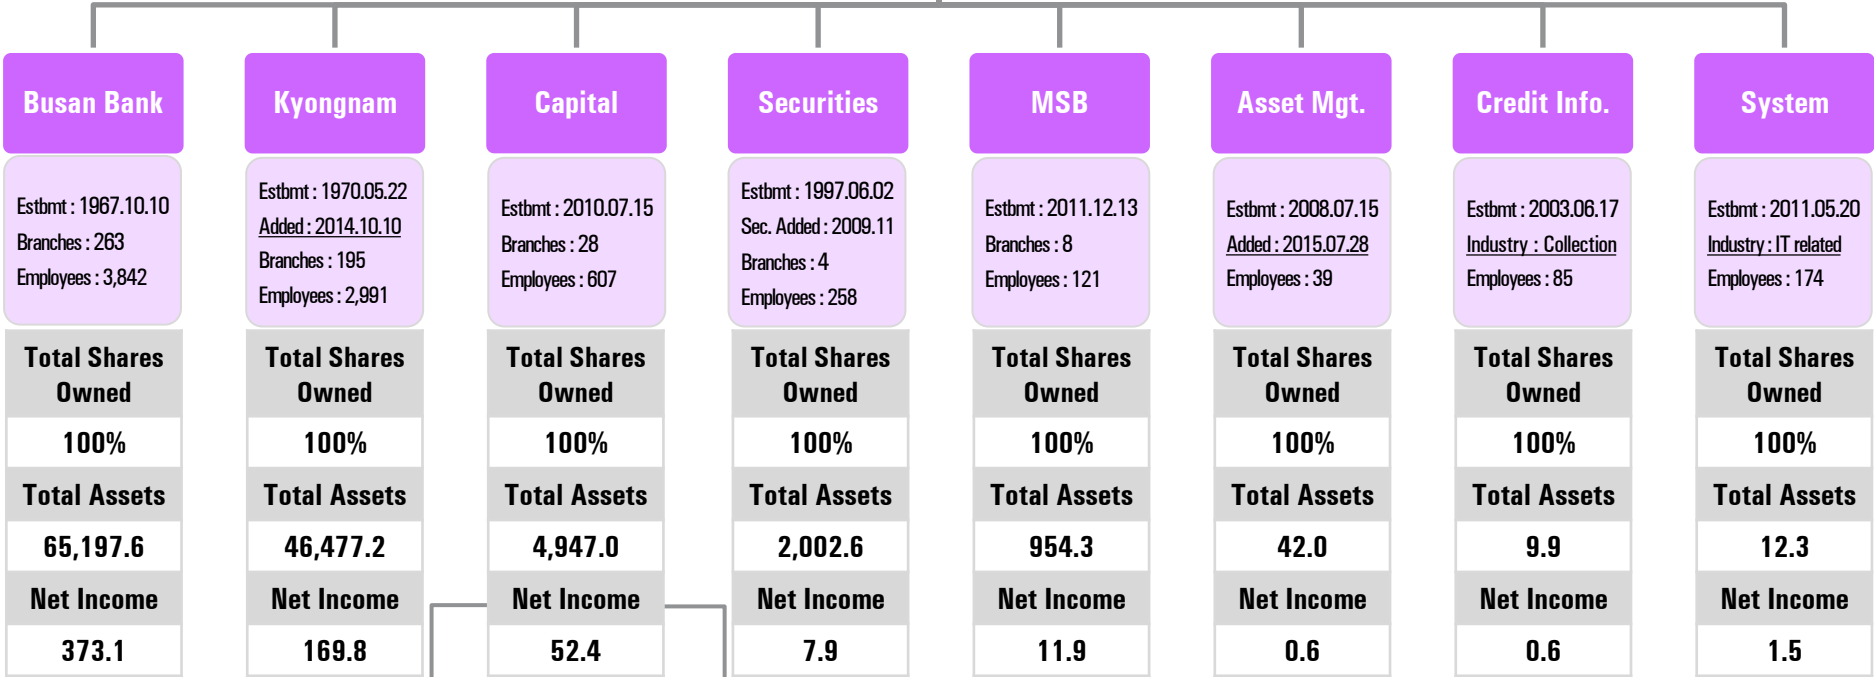 Busan Bank
Estbmt : 1967.10.10
Branches : 263
Employees : 3,842
Total Shares
Owned
100%
Total Assets
65,197.6
Net Income
373.1
Kyongnam
Estbmt : 1970.05.22
Added : 2014.10.10
Branches : 195
Employees : 2,991
Total Shares
Owned
100%
Total Assets
46,477.2
Net Income
169.8
Capital
Estbmt : 2010.07.15
Branches : 28
Employees : 607
Total Shares
Owned
100%
Total Assets
4,947.0
Net Income
52.4
Securities
Estbmt : 1997.06.02
Sec. Added : 2009.11
Branches : 4
Employees : 258
Total Shares
Owned
100%
Total Assets
2,002.6
Net Income
7.9
MSB
Estbmt : 2011.12.13
Branches : 8
Employees : 121
Total Shares
Owned
100%
Total Assets
954.3
Net Income
11.9
Asset Mgt.
Estbmt : 2008.07.15
Added : 2015.07.28
Employees : 39
Total Shares
Owned
100%
Total Assets
42.0
Net Income
0.6
Credit Info.
Estbmt : 2003.06.17
Industry : Collection
Employees : 85
Total Shares
Owned
100%
Total Assets
9.9
Net Income
0.6
System
Estbmt : 2011.05.20
Industry : IT related
Employees : 174
Total Shares
Owned
100%
Total Assets
12.3
Net Income
1.5